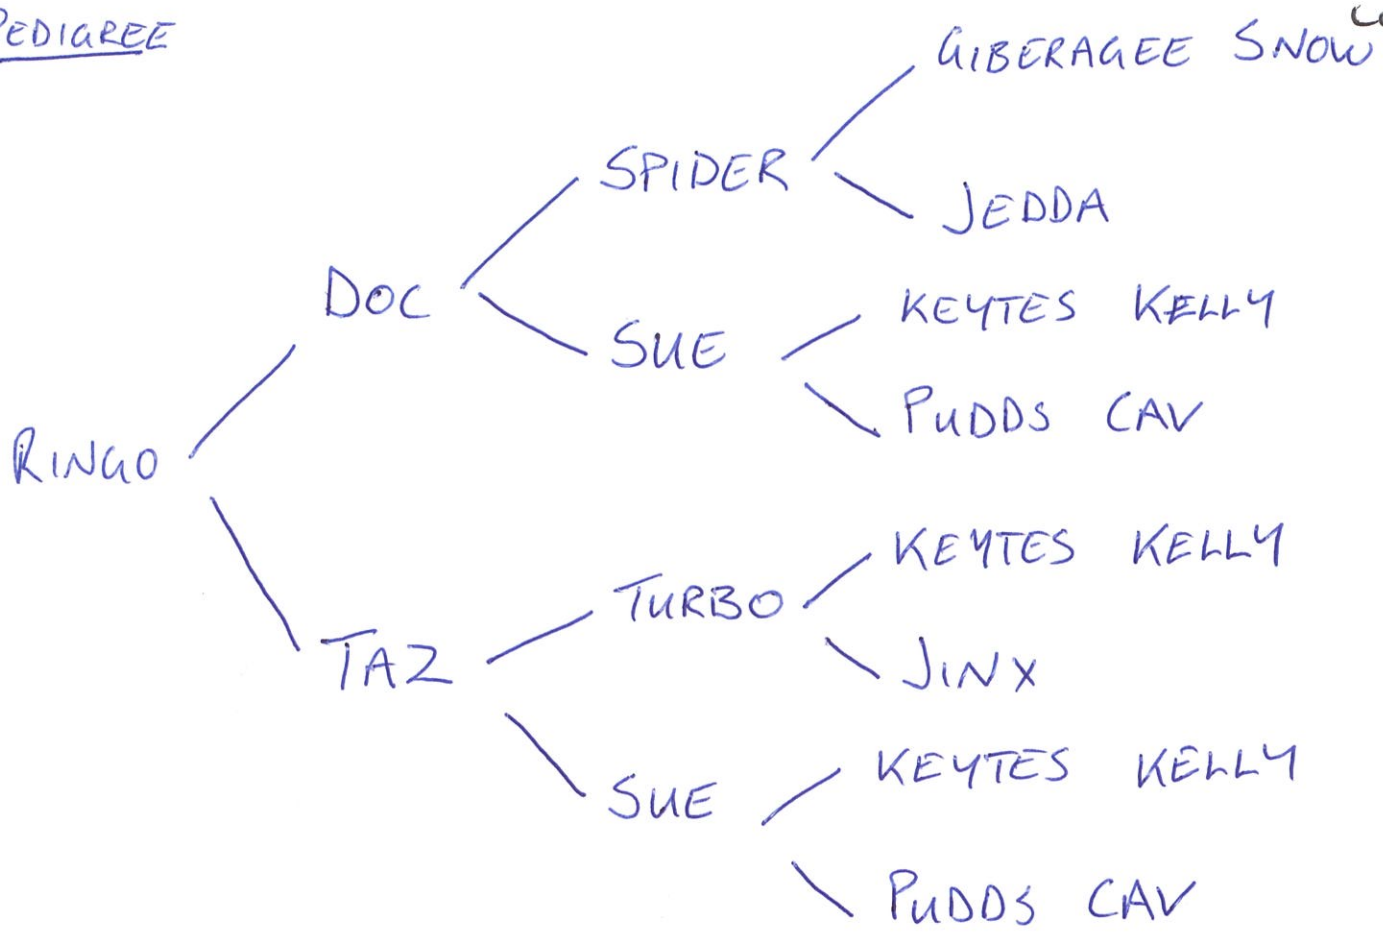 PEDIGREE
GIBERAGEE SNOW
SPIDER
JEDDA
DOC
KEYTES KELLY
SUE
PUDDS CAV
RINGO
KEYTES KELLY
TURBO
JINX
TAZ
KEYTES KELLY
SUE
PUDDS CAV